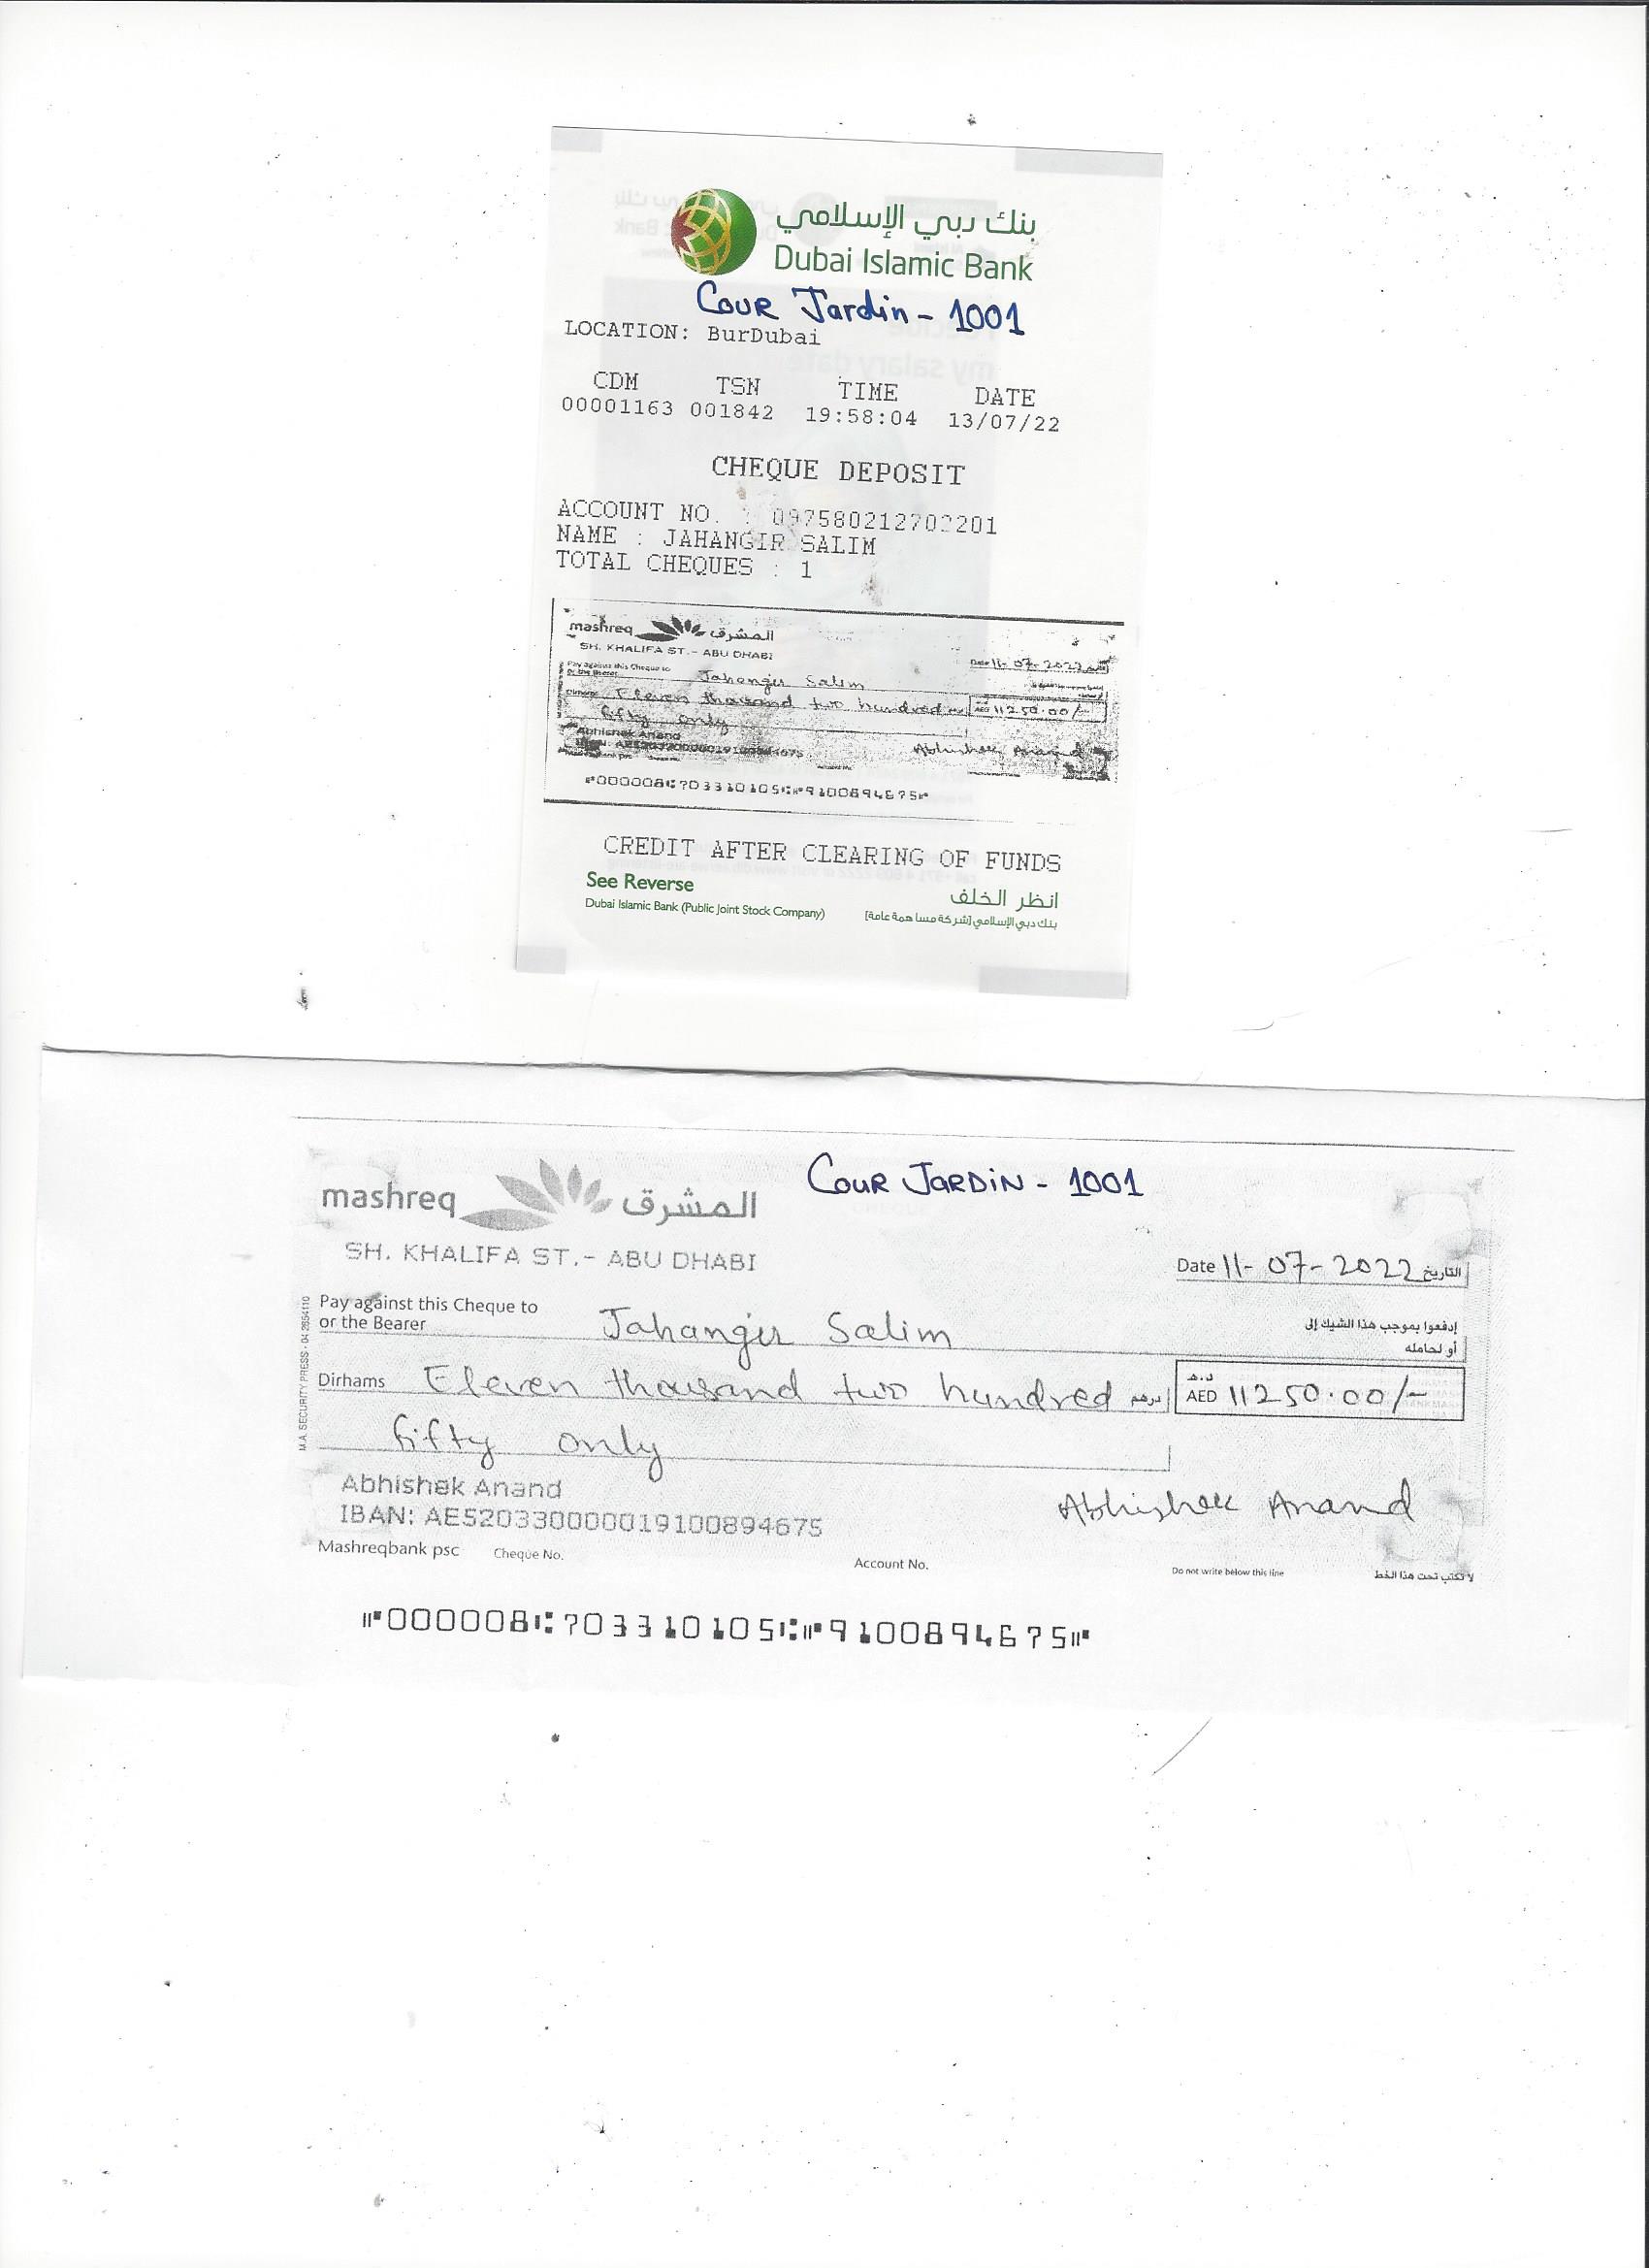 بنك دبي الإسلامي
Dubai Islamic Bank
Cour Jardin - 1001
LOCATION: BurDubai
CDM TSN TIME DATE
00001163 001842 19:58:04 13/07/22
CHEQUE DEPOSIT
ACCOUNT NO. : 097580212702201
NAME : JAHANGIR SALIM
TOTAL CHEQUES : 1
mashreq المشرق
SH. KHALIFA ST.- ABU DHABI
Date 11-07-2022 التاريخ
Pay against this Cheque to
or the Bearer Jahangir Salim
Dirhams Eleven thousand two hundred AED 11250.00/-
fifty only
Abhishek Anand
IBAN: AE520330000019100894675
Abhishek Anand
⑈000008⑆703310105⑆⑈9100894675⑈
CREDIT AFTER CLEARING OF FUNDS
See Reverse انظر الخلف
Dubai Islamic Bank (Public Joint Stock Company) بنك دبي الإسلامي [شركة مساهمة عامة]
COUR JARDIN - 1001
mashreq المشرق
SH. KHALIFA ST.- ABU DHABI
Date 11-07-2022 التاريخ
Pay against this Cheque to إدفعوا بموجب هذا الشيك إلى
or the Bearer Jahangir Salim أو لحامله
Dirhams Eleven thousand two hundred درهم د.هـ AED 11250.00/-
fifty only
M.A. SECURITY PRESS - 04 2854110
Abhishek Anand
IBAN: AE520330000019100894675
Abhishek Anand
Mashreqbank psc Cheque No. Account No. Do not write below this line لا تكتب تحت هذا الخط
⑈000008⑆703310105⑆⑈9100894675⑈